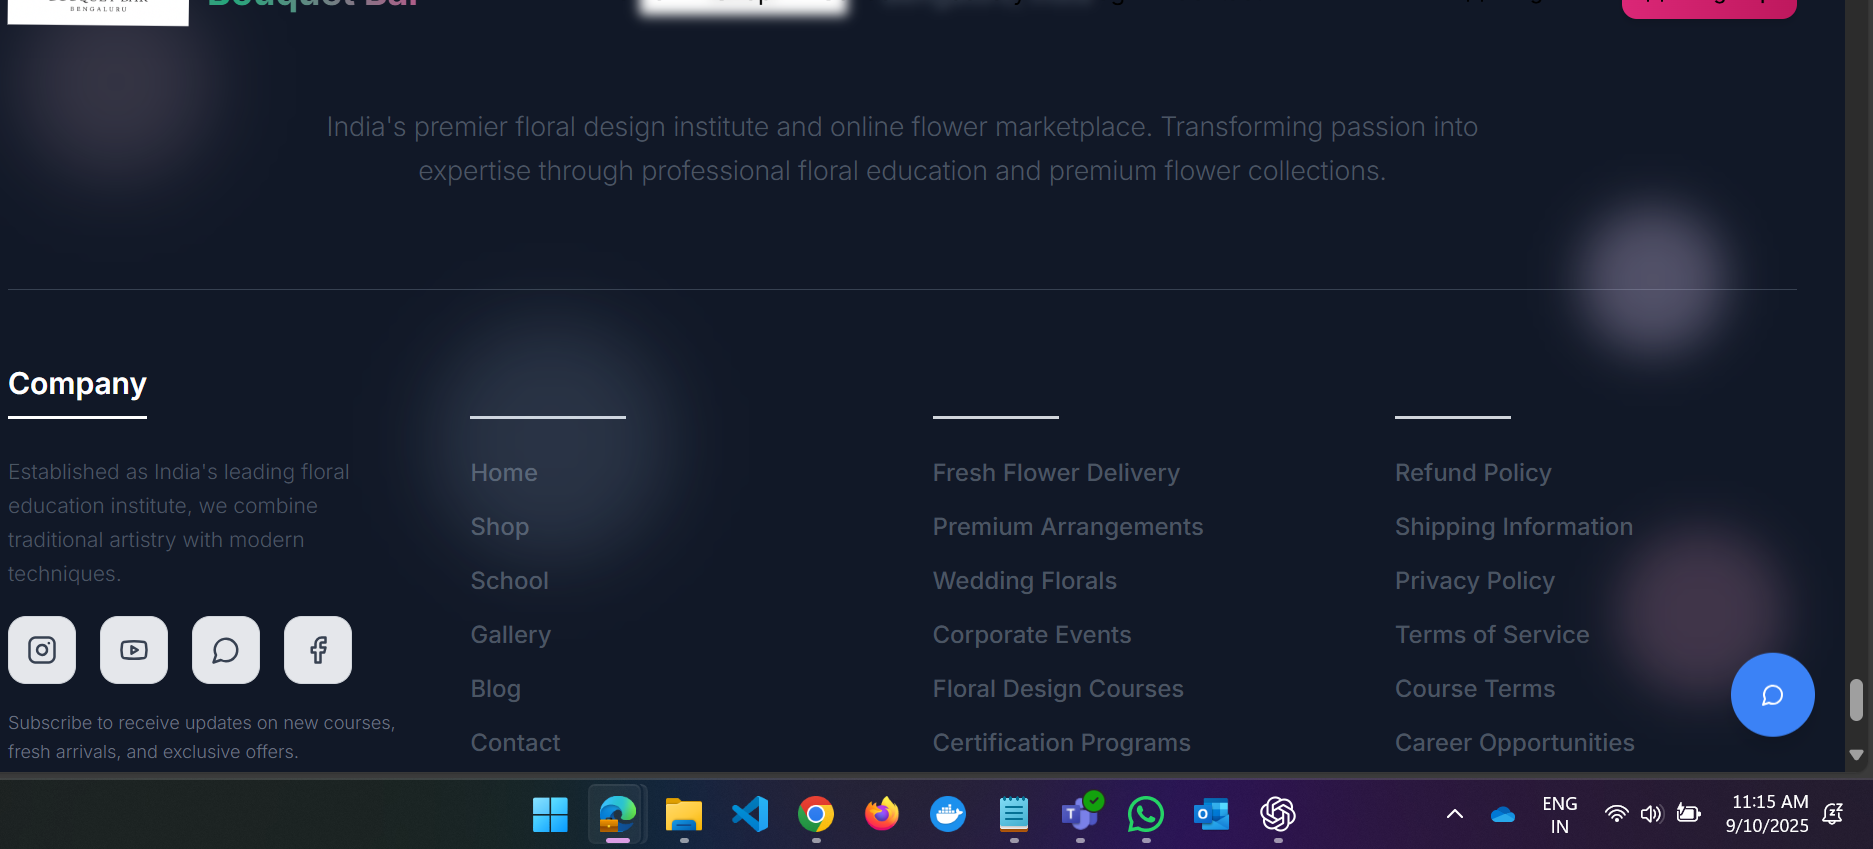 BENGALURU
Bouquet Bar
India's premier floral design institute and online flower marketplace. Transforming passion into
expertise through professional floral education and premium flower collections.
Company
Established as India's leading floral
education institute, we combine
traditional artistry with modern
techniques.
Subscribe to receive updates on new courses,
fresh arrivals, and exclusive offers.
Home
Shop
School
Gallery
Blog
Contact
Fresh Flower Delivery
Premium Arrangements
Wedding Florals
Corporate Events
Floral Design Courses
Certification Programs
Refund Policy
Shipping Information
Privacy Policy
Terms of Service
Course Terms
Career Opportunities
ENG
IN
11:15 AM
9/10/2025